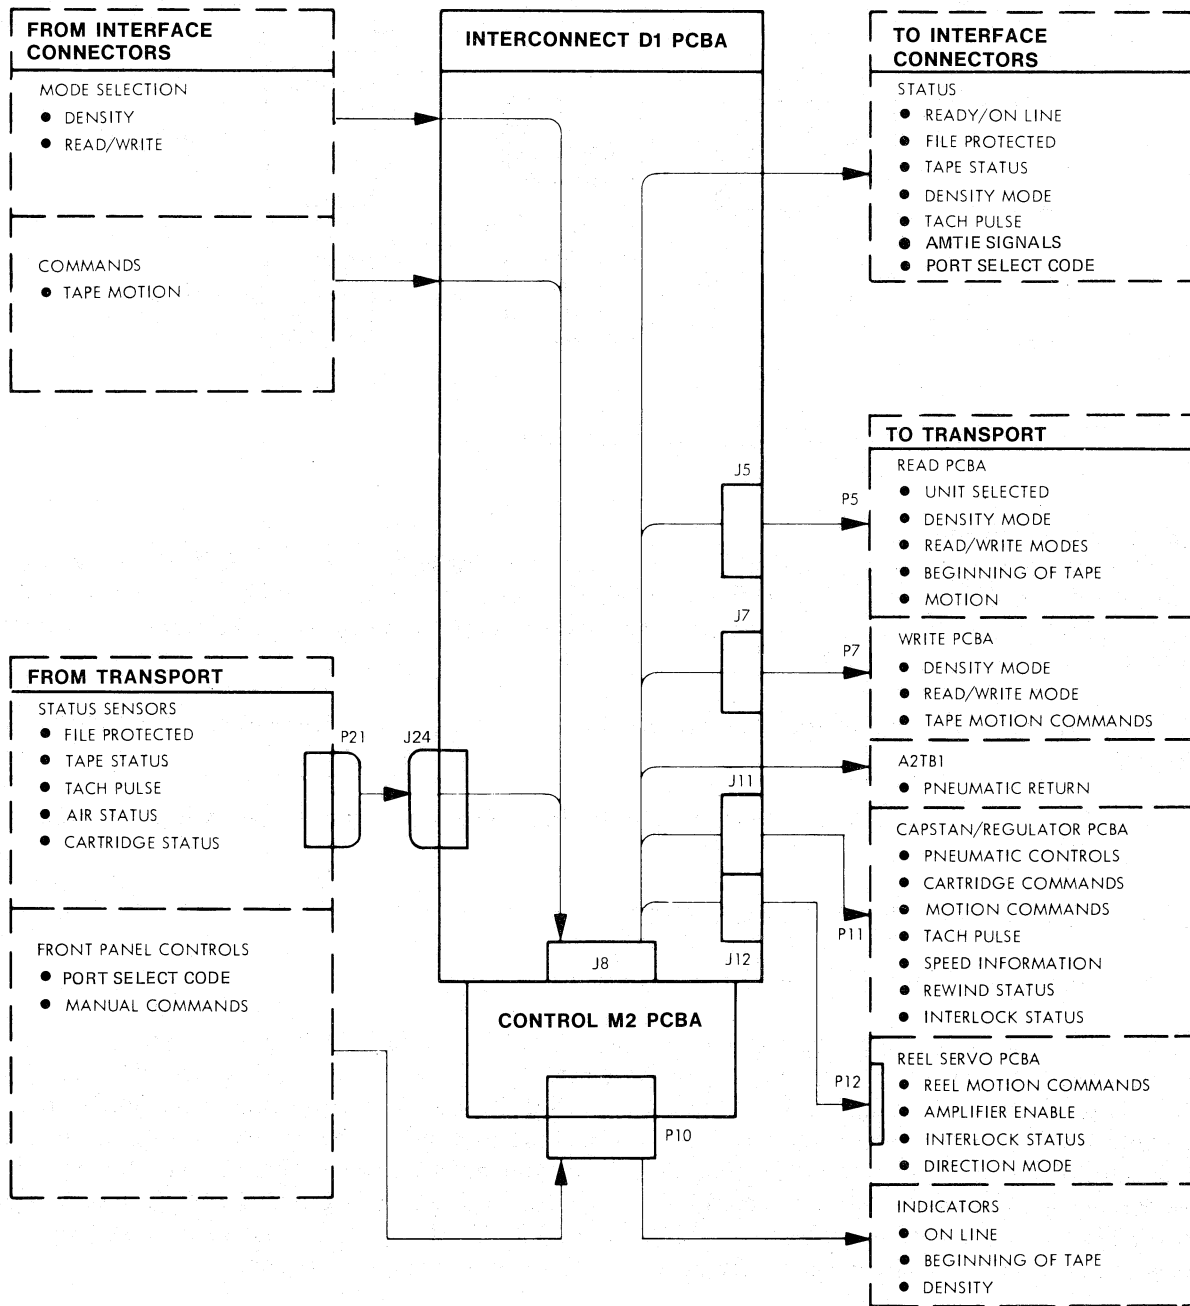 FROM INTERFACE
CONNECTORS
MODE SELECTION
● DENSITY
● READ/WRITE
COMMANDS
● TAPE MOTION
INTERCONNECT D1 PCBA
TO INTERFACE
CONNECTORS
STATUS
● READY/ON LINE
● FILE PROTECTED
● TAPE STATUS
● DENSITY MODE
● TACH PULSE
● AMTIE SIGNALS
● PORT SELECT CODE
J5
P5
TO TRANSPORT
READ PCBA
● UNIT SELECTED
● DENSITY MODE
● READ/WRITE MODES
● BEGINNING OF TAPE
● MOTION
J7
P7
WRITE PCBA
● DENSITY MODE
● READ/WRITE MODE
● TAPE MOTION COMMANDS
FROM TRANSPORT
STATUS SENSORS
● FILE PROTECTED
● TAPE STATUS
● TACH PULSE
● AIR STATUS
● CARTRIDGE STATUS
P21
J24
A2TB1
● PNEUMATIC RETURN
J11
P11
CAPSTAN/REGULATOR PCBA
● PNEUMATIC CONTROLS
● CARTRIDGE COMMANDS
● MOTION COMMANDS
● TACH PULSE
● SPEED INFORMATION
● REWIND STATUS
● INTERLOCK STATUS
FRONT PANEL CONTROLS
● PORT SELECT CODE
● MANUAL COMMANDS
J8
J12
CONTROL M2 PCBA
P10
P12
REEL SERVO PCBA
● REEL MOTION COMMANDS
● AMPLIFIER ENABLE
● INTERLOCK STATUS
● DIRECTION MODE
INDICATORS
● ON LINE
● BEGINNING OF TAPE
● DENSITY